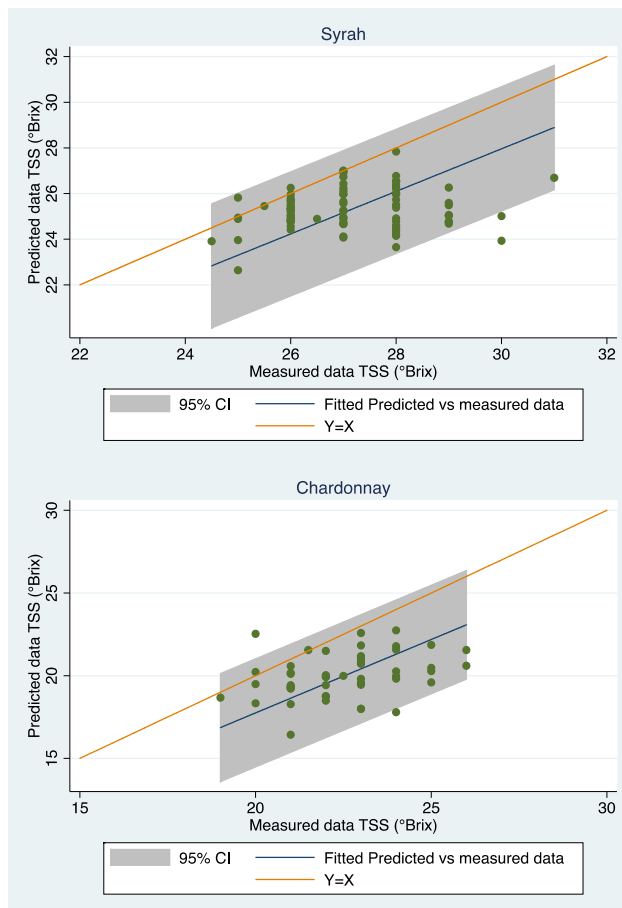 Syrah
Predicted data TSS (°Brix)
32
30
28
26
24
22
22 24 26 28 30 32
Measured data TSS (°Brix)
95% CI Fitted Predicted vs measured data
Y=X
Chardonnay
Predicted data TSS (°Brix)
30
25
20
15
15 20 25 30
Measured data TSS (°Brix)
95% CI Fitted Predicted vs measured data
Y=X